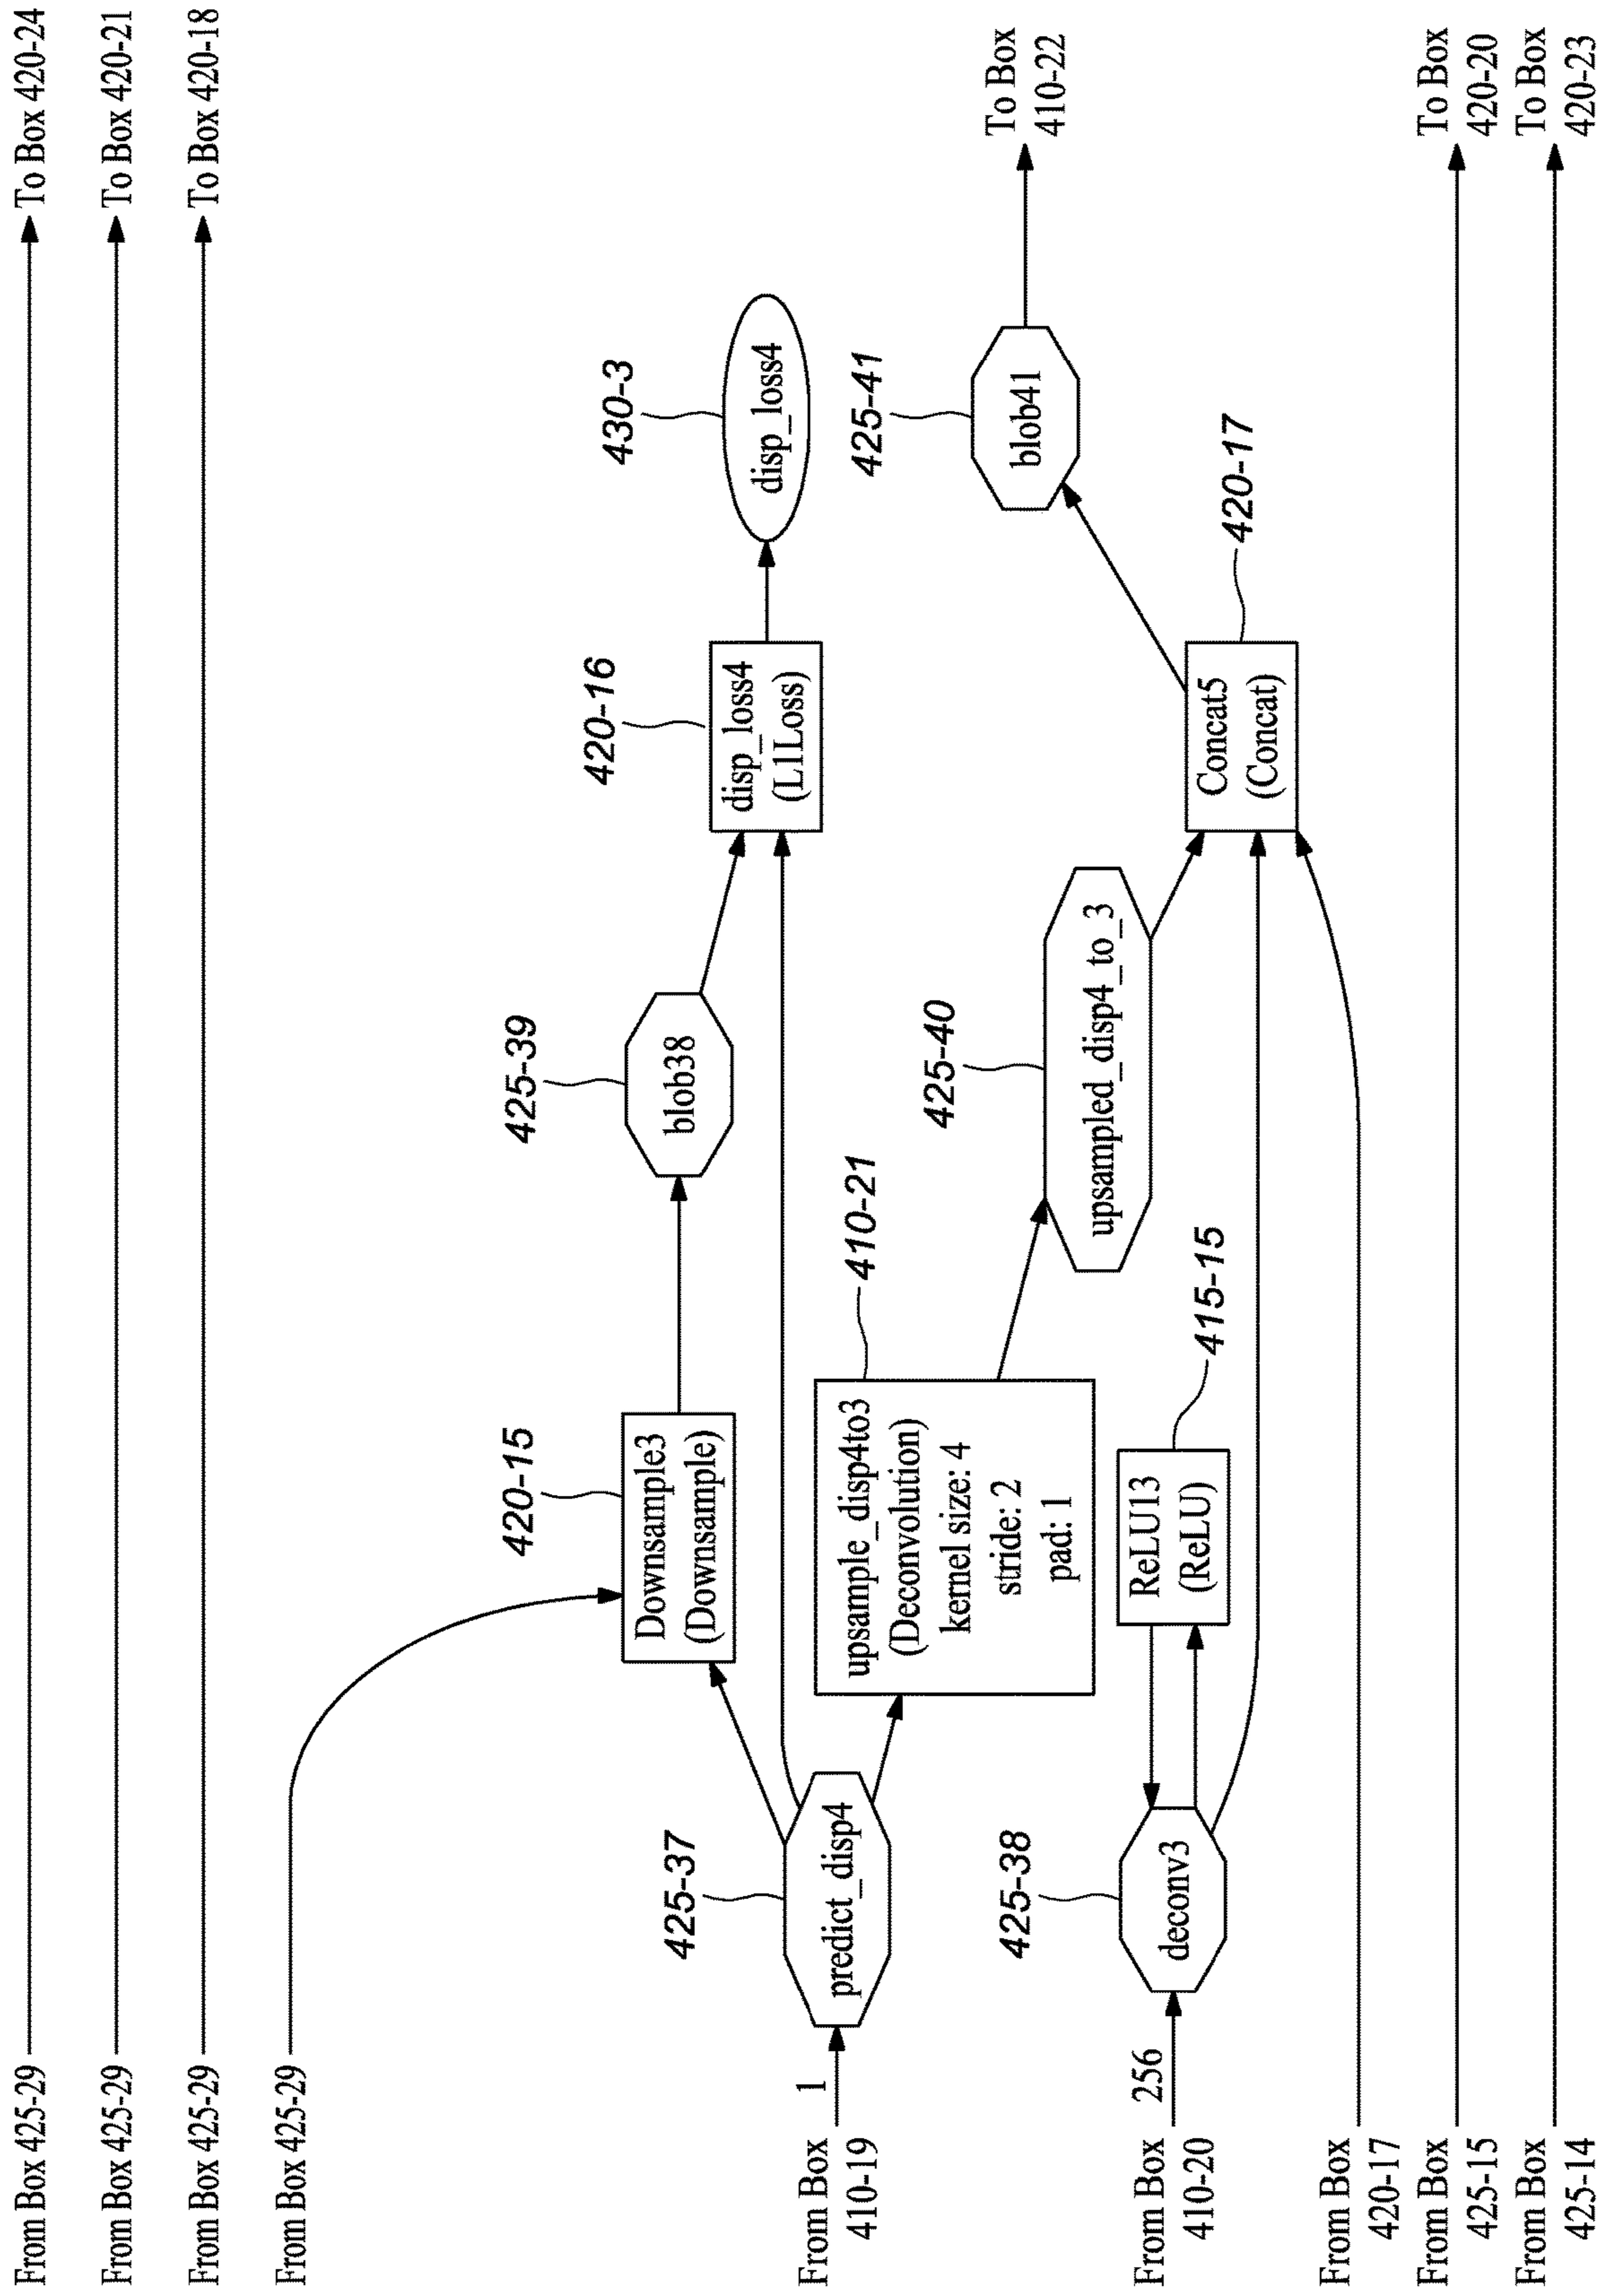 From Box 425-29
To Box 420-24
From Box 425-29
To Box 420-21
From Box 425-29
To Box 420-18
From Box 425-29
420-15
Downsample3
(Downsample)
425-39
blob38
420-16
disp_loss4
(L1Loss)
430-3
disp_loss4
From Box
410-19
1
425-37
predict_disp4
410-21
upsample_disp4to3
(Deconvolution)
kernel size: 4
stride: 2
pad: 1
425-40
upsampled_disp4_to_3
425-41
blob41
To Box
410-22
From Box
410-20
256
425-38
deconv3
415-15
ReLU13
(ReLU)
420-17
Concat5
(Concat)
From Box
420-17
From Box
425-15
To Box
420-20
From Box
425-14
To Box
420-23